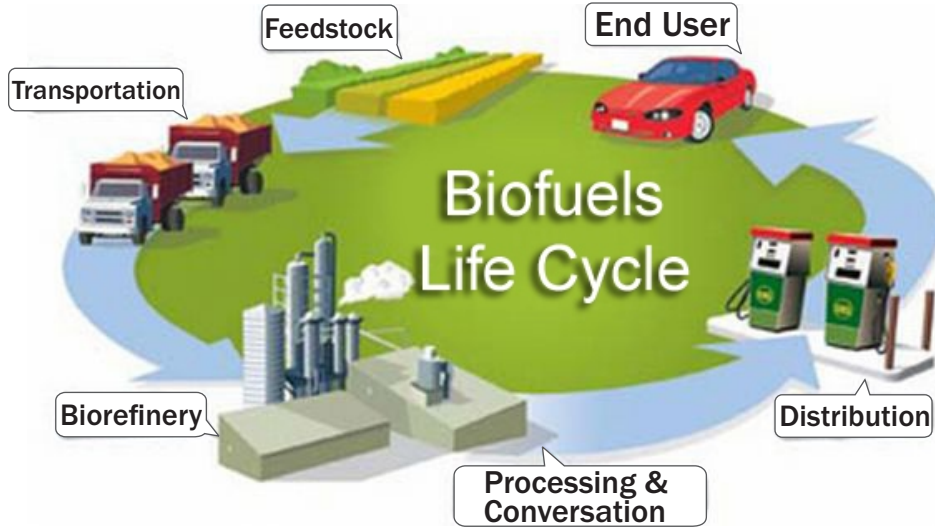 Feedstock
End User
Transportation
Biofuels
Life Cycle
Biorefinery
Distribution
Processing &
Conversation